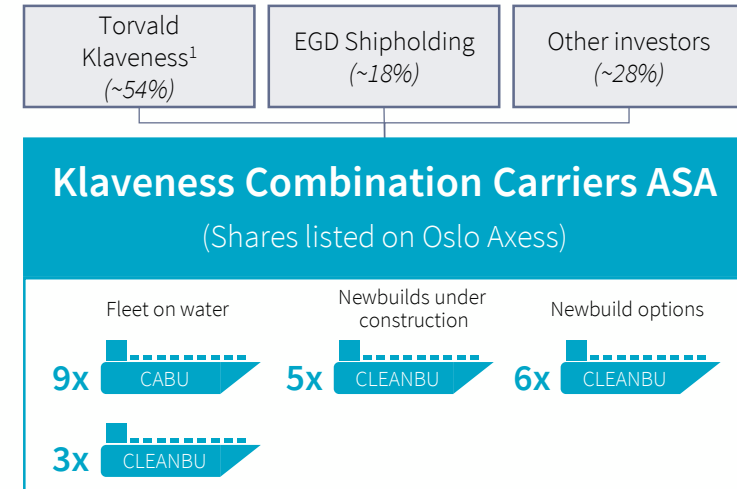 Torvald
Klaveness1
(~54%)
EGD Shipholding
(~18%)
Other investors
(~28%)
Klaveness Combination Carriers ASA
(Shares listed on Oslo Axess)
Fleet on water
9x CABU
3x CLEANBU
Newbuilds under
construction
5x CLEANBU
Newbuild options
6x CLEANBU